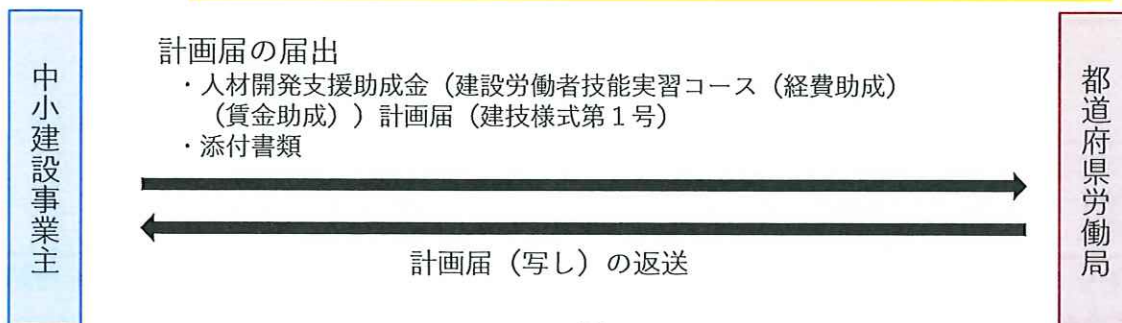 中小建設事業主
計画届の届出
・人材開発支援助成金（建設労働者技能実習コース（経費助成）
（賃金助成））計画届（建技様式第１号）
・添付書類
計画届（写し）の返送
都道府県労働局